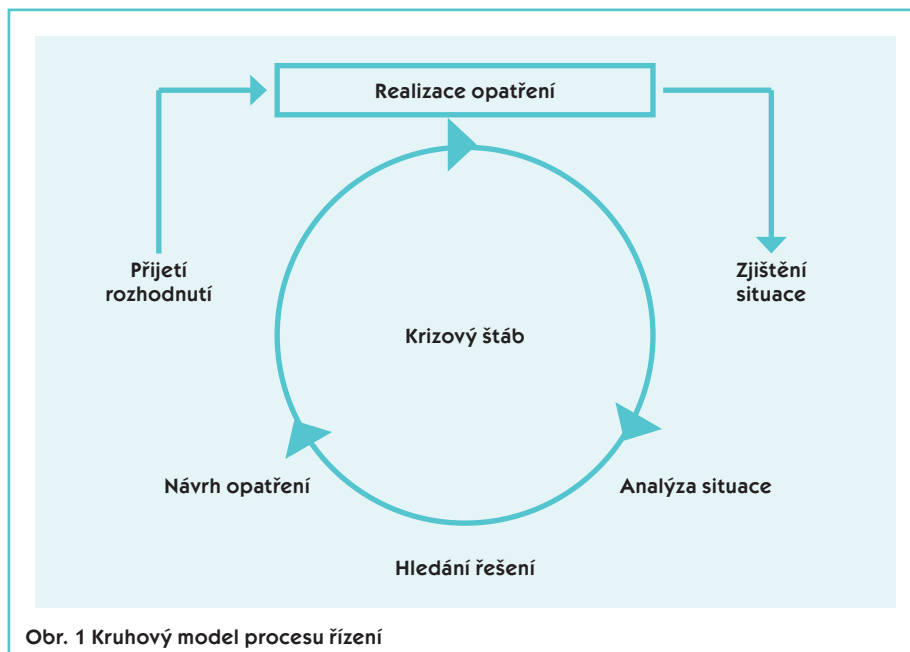 Realizace opatření
Přijetí
rozhodnutí
Zjištění
situace
Krizový štáb
Návrh opatření
Analýza situace
Hledání řešení
Obr. 1 Kruhový model procesu řízení